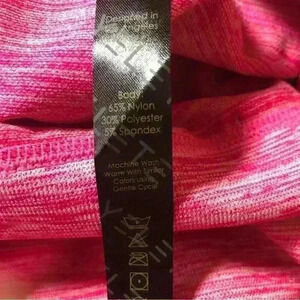 Designed in
Los Angeles
Body:
65% Nylon
30% Polyester
5% Spandex
Machine Wash
Warm with Similar
Colors using
Gentle Cycle